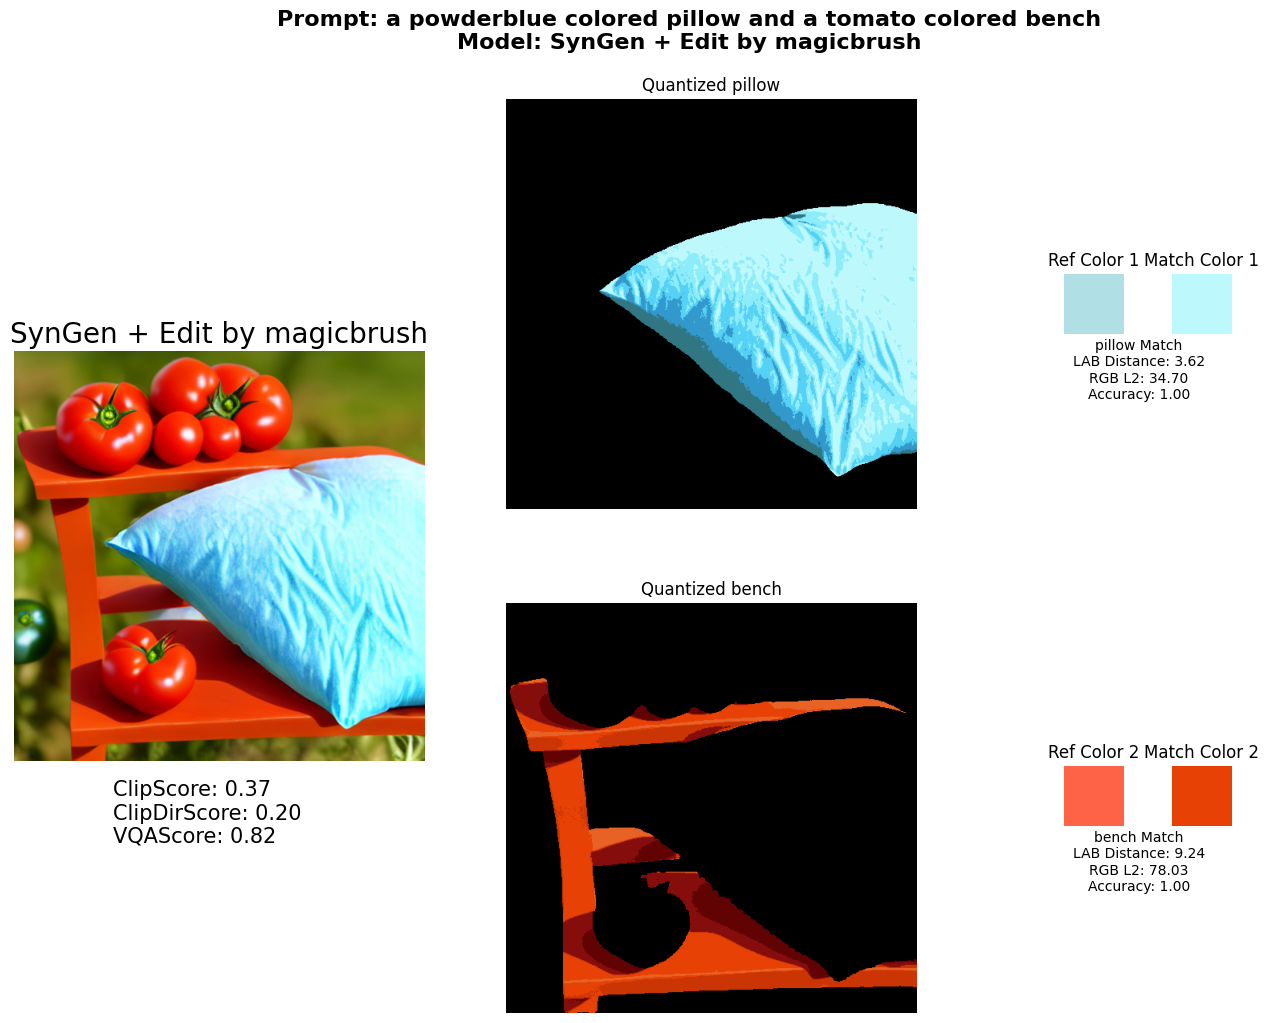 Prompt: a powderblue colored pillow and a tomato colored bench
Model: SynGen + Edit by magicbrush
Quantized pillow
Ref Color 1 Match Color 1
pillow Match
LAB Distance: 3.62
RGB L2: 34.70
Accuracy: 1.00
SynGen + Edit by magicbrush
ClipScore: 0.37
ClipDirScore: 0.20
VQAScore: 0.82
Quantized bench
Ref Color 2 Match Color 2
bench Match
LAB Distance: 9.24
RGB L2: 78.03
Accuracy: 1.00